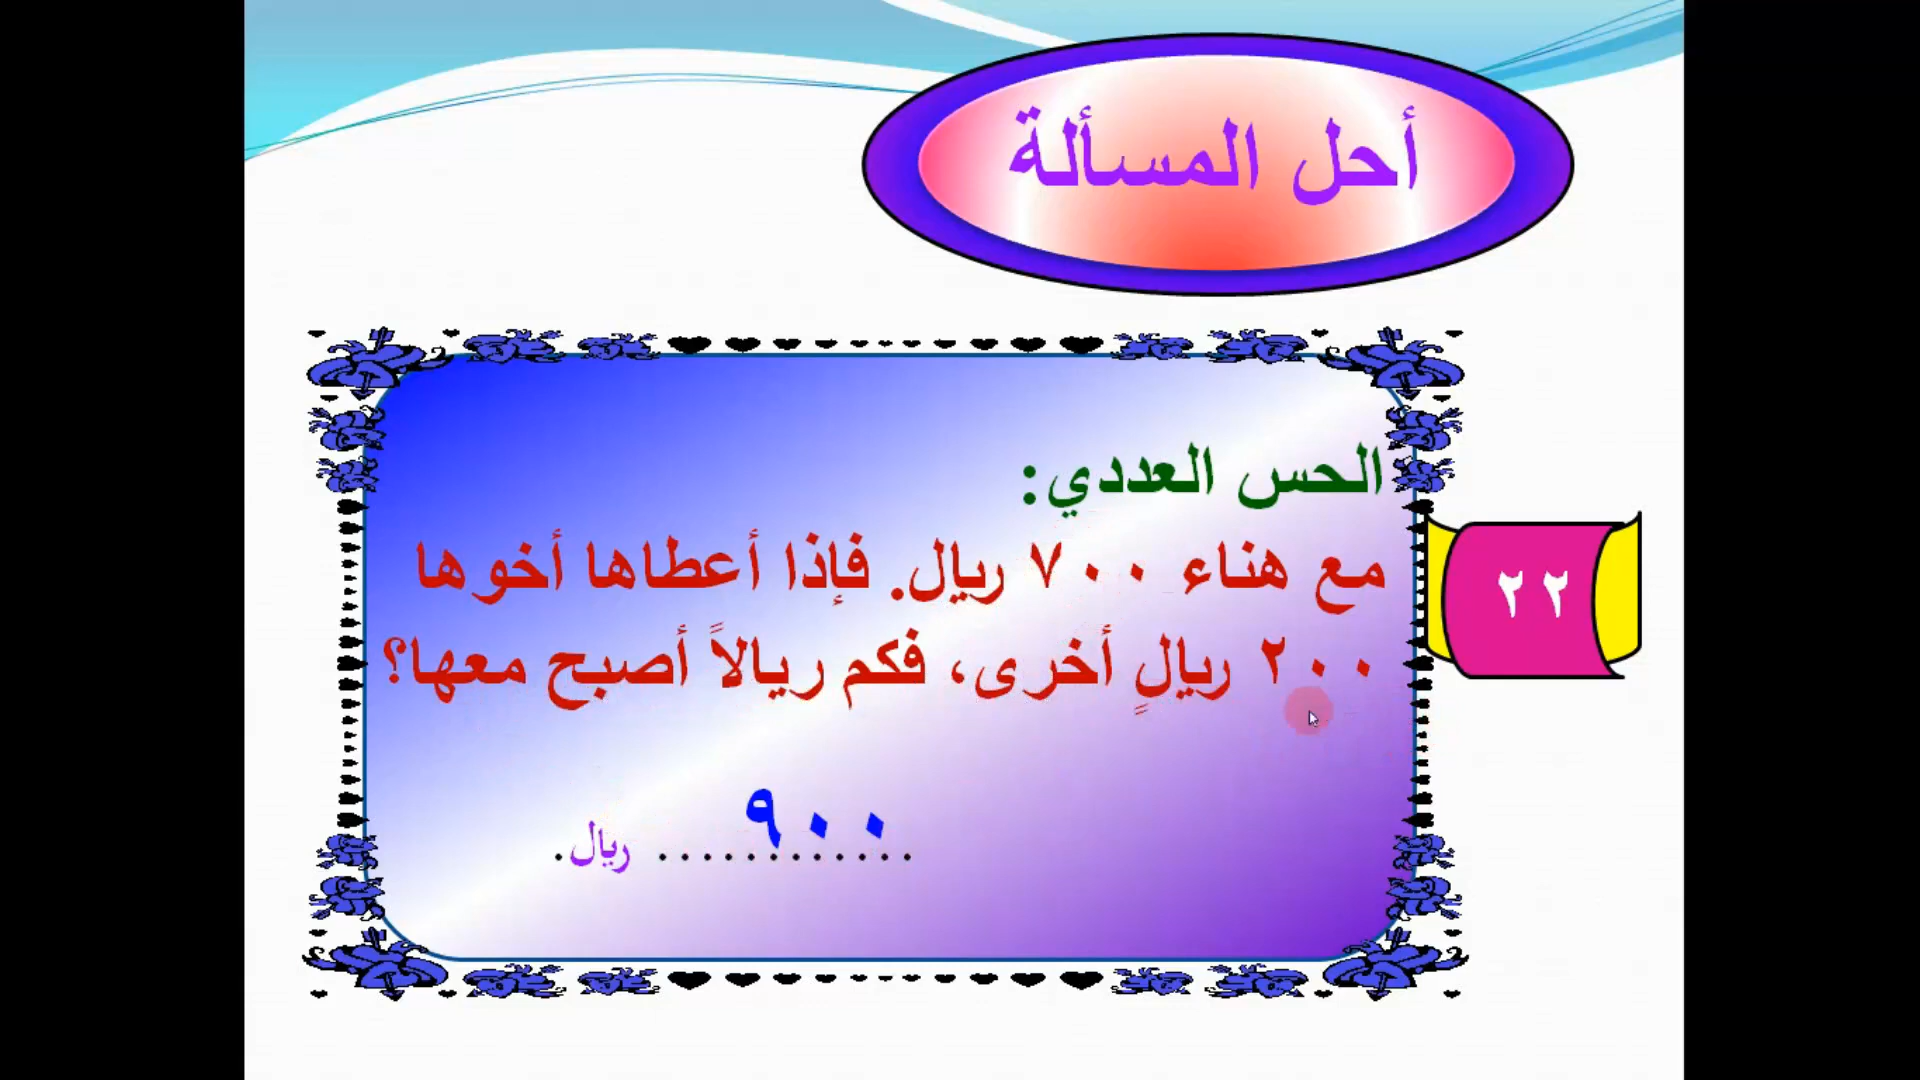 أحل المسألة
الحس العددي:
مع هناء ٧٠٠ ريال. فإذا أعطاها أخوها
٢٠٠ ريالٍ أخرى، فكم ريالاً أصبح معها؟
٢٢
٩٠٠
............ ريال.